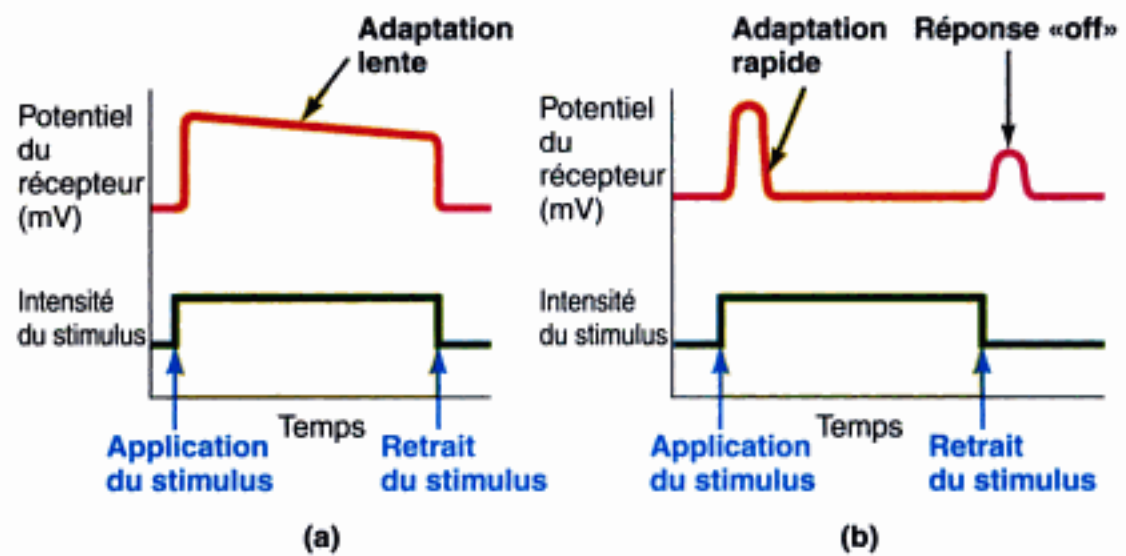 Adaptation
lente
Potentiel
du
récepteur
(mV)
Intensité
du stimulus
Temps
Application
du stimulus
Retrait
du stimulus
(a)
Adaptation
rapide
Réponse «off»
Potentiel
du
récepteur
(mV)
Intensité
du stimulus
Temps
Application
du stimulus
Retrait
du stimulus
(b)